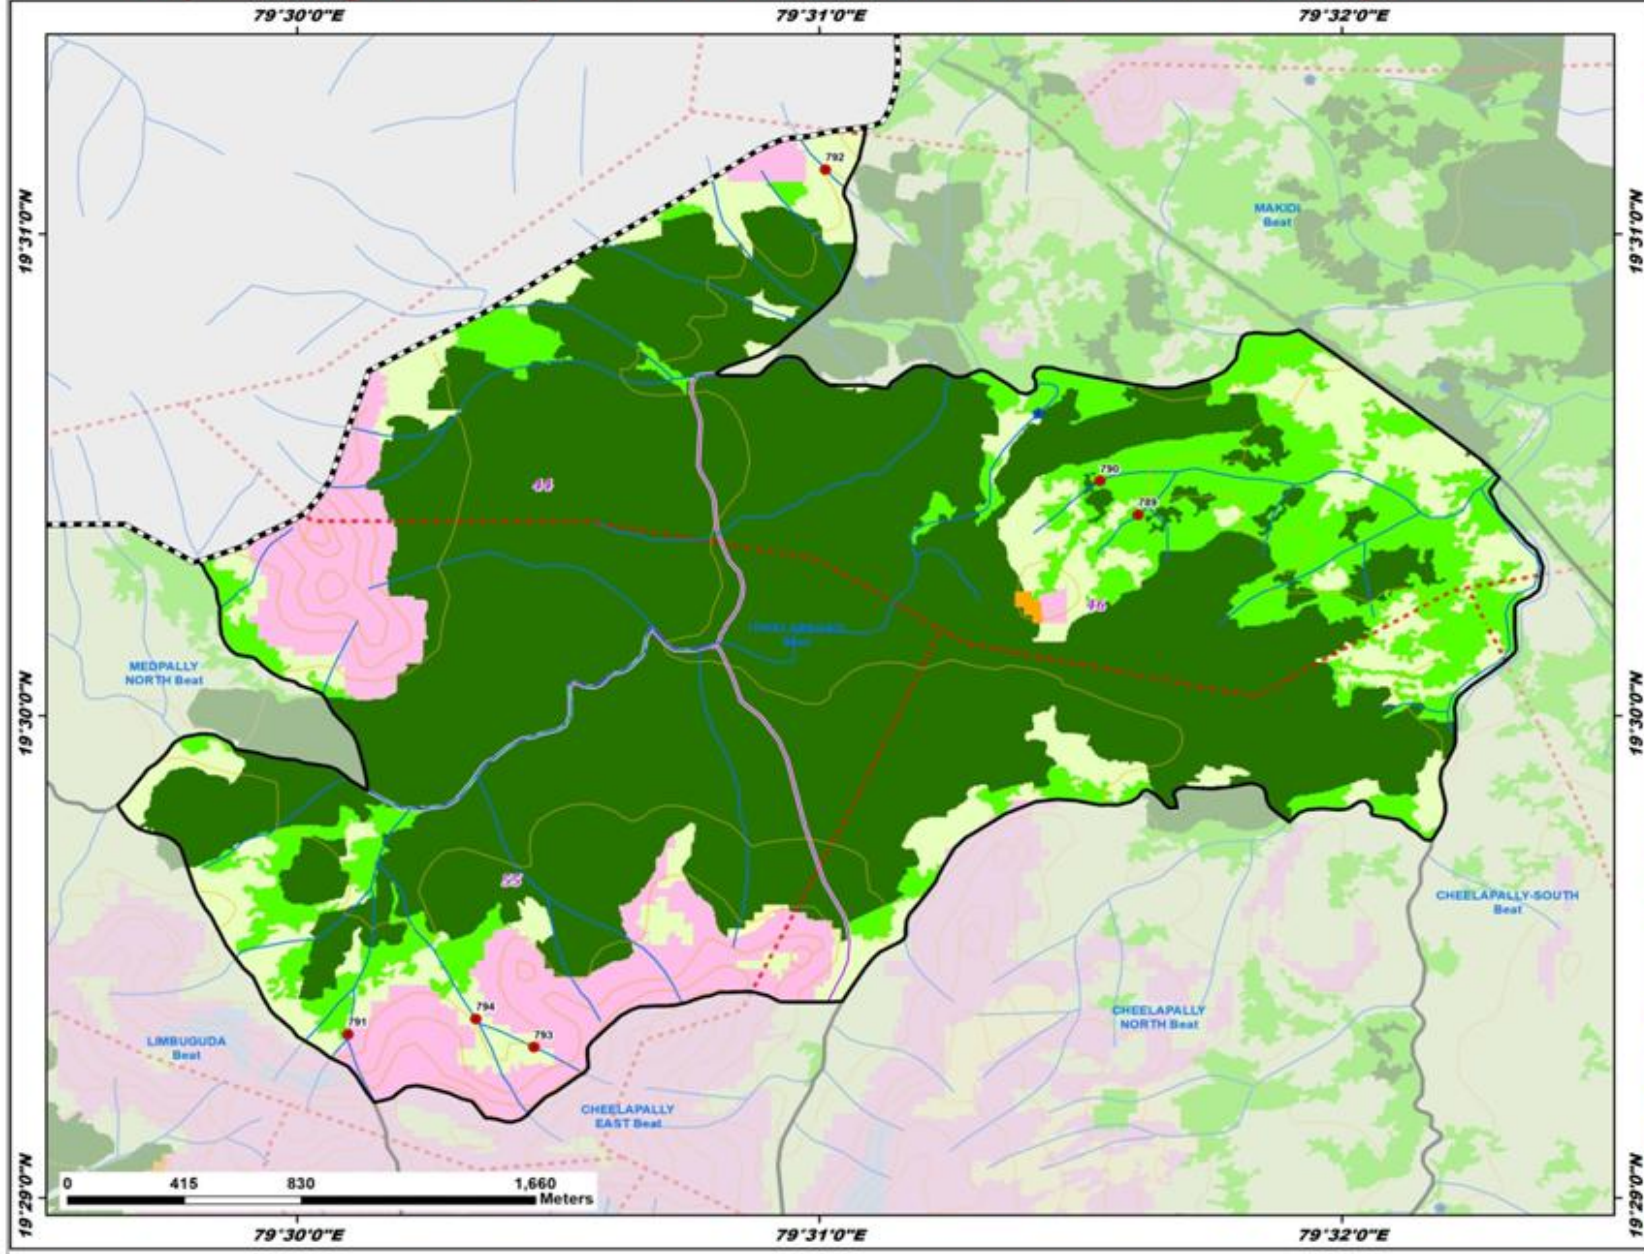 79°30'0"E 79°31'0"E 79°32'0"E
792
MAKIDI
Beat
19°31'0"N 19°31'0"N
790
44
789
46
Beat
MEDPALLY
NORTH Beat
19°30'0"N 19°30'0"N
55
CHEELAPALLY-SOUTH
Beat
794
791
793
CHEELAPALLY
NORTH Beat
LIMBUGUDA
Beat
CHEELAPALLY
EAST Beat
0 415 830 1,660
Meters
19°29'0"N 19°29'0"N
79°30'0"E 79°31'0"E 79°32'0"E